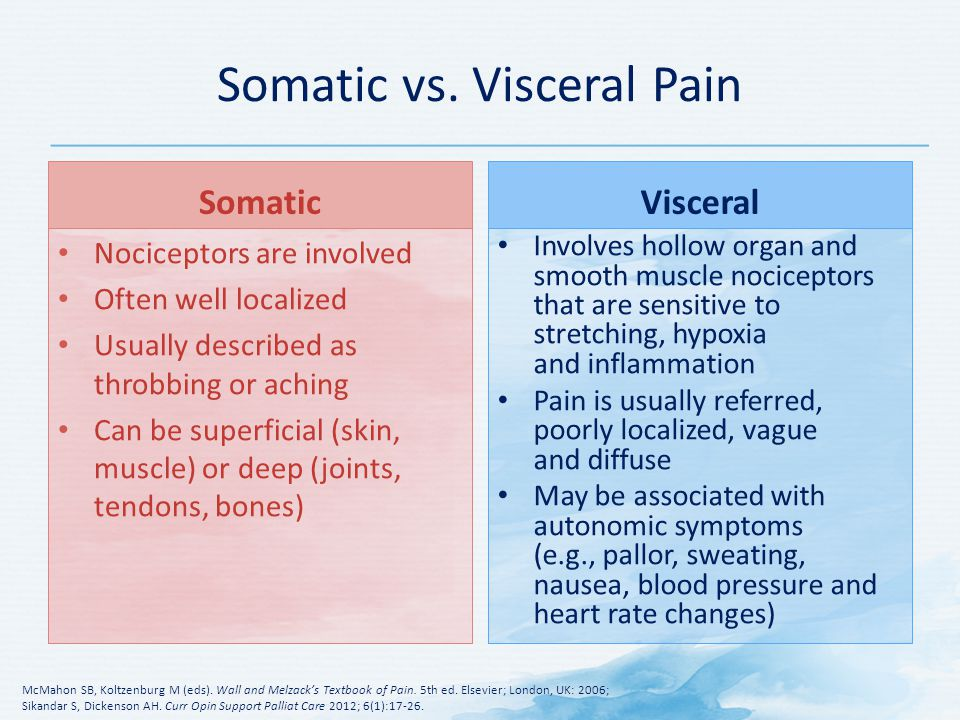 Somatic vs. Visceral Pain
Somatic
• Nociceptors are involved
• Often well localized
• Usually described as
throbbing or aching
• Can be superficial (skin,
muscle) or deep (joints,
tendons, bones)
Visceral
• Involves hollow organ and
smooth muscle nociceptors
that are sensitive to
stretching, hypoxia
and inflammation
• Pain is usually referred,
poorly localized, vague
and diffuse
• May be associated with
autonomic symptoms
(e.g., pallor, sweating,
nausea, blood pressure and
heart rate changes)
McMahon SB, Koltzenburg M (eds). Wall and Melzack’s Textbook of Pain. 5th ed. Elsevier; London, UK: 2006;
Sikandar S, Dickenson AH. Curr Opin Support Palliat Care 2012; 6(1):17-26.